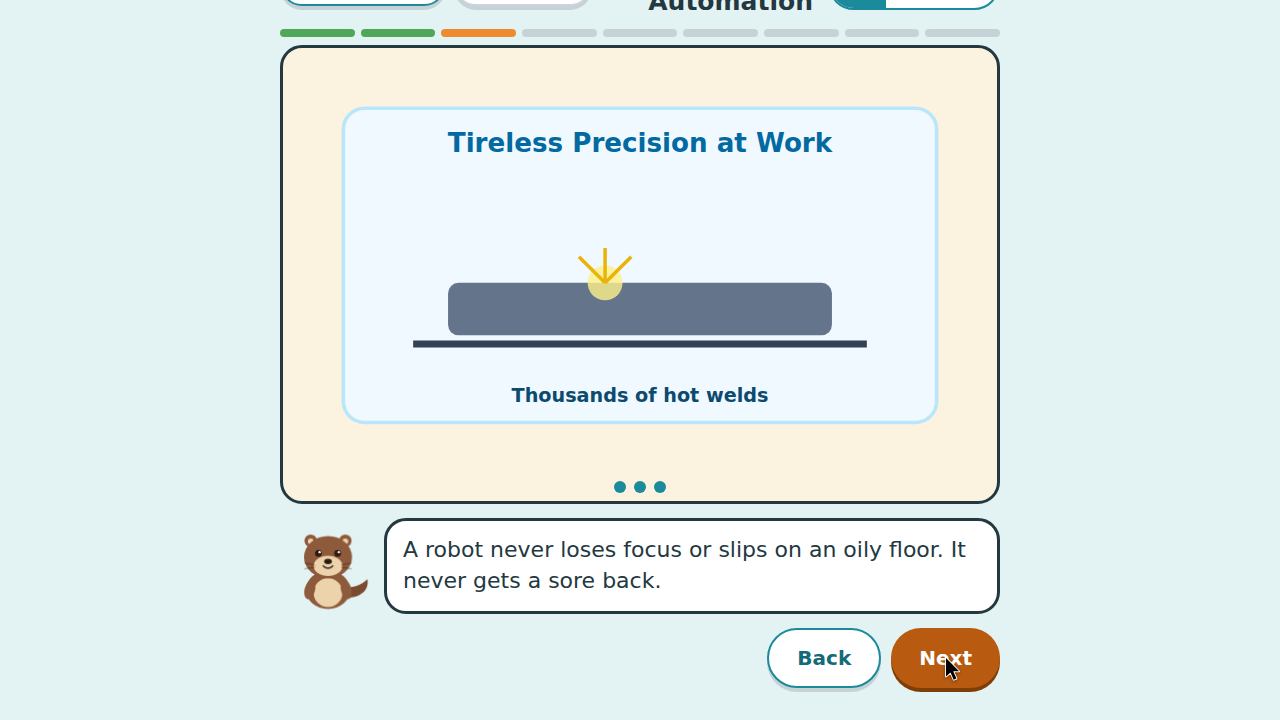 Automation
Tireless Precision at Work
Thousands of hot welds
A robot never loses focus or slips on an oily floor. It
never gets a sore back.
Back
Next